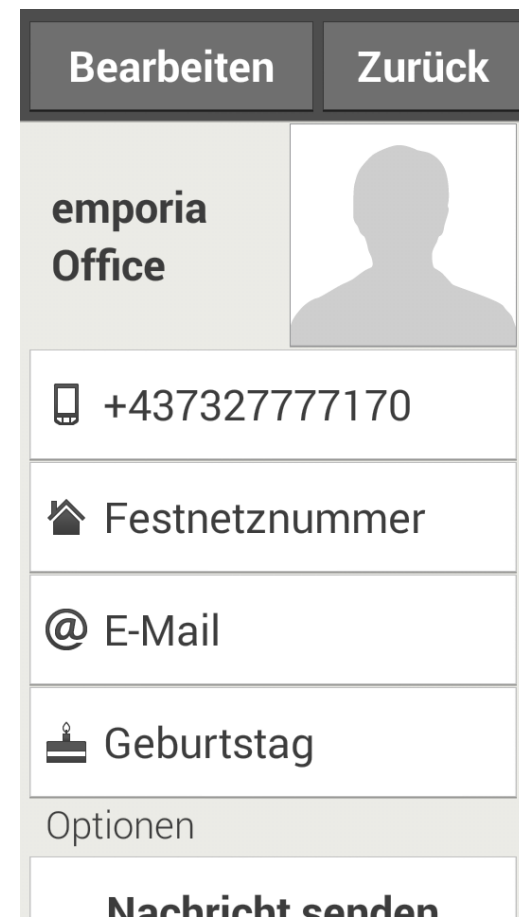 Bearbeiten Zurück
emporia
Office
+437327777170
Festnetznummer
@ E-Mail
Geburtstag
Optionen
Nachricht senden